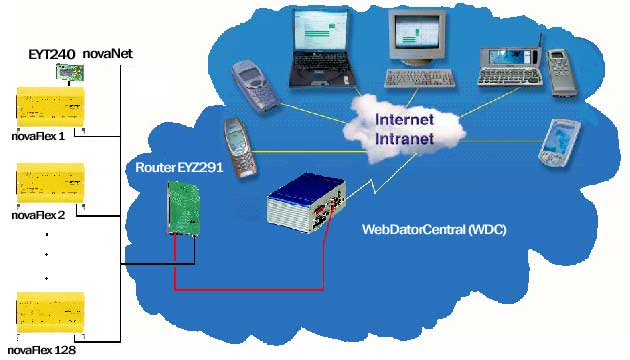 EYT240 novaNet
novaFlex 1
novaFlex 2
novaFlex 128
Router EYZ291
WebDatorCentral (WDC)
Internet
Intranet